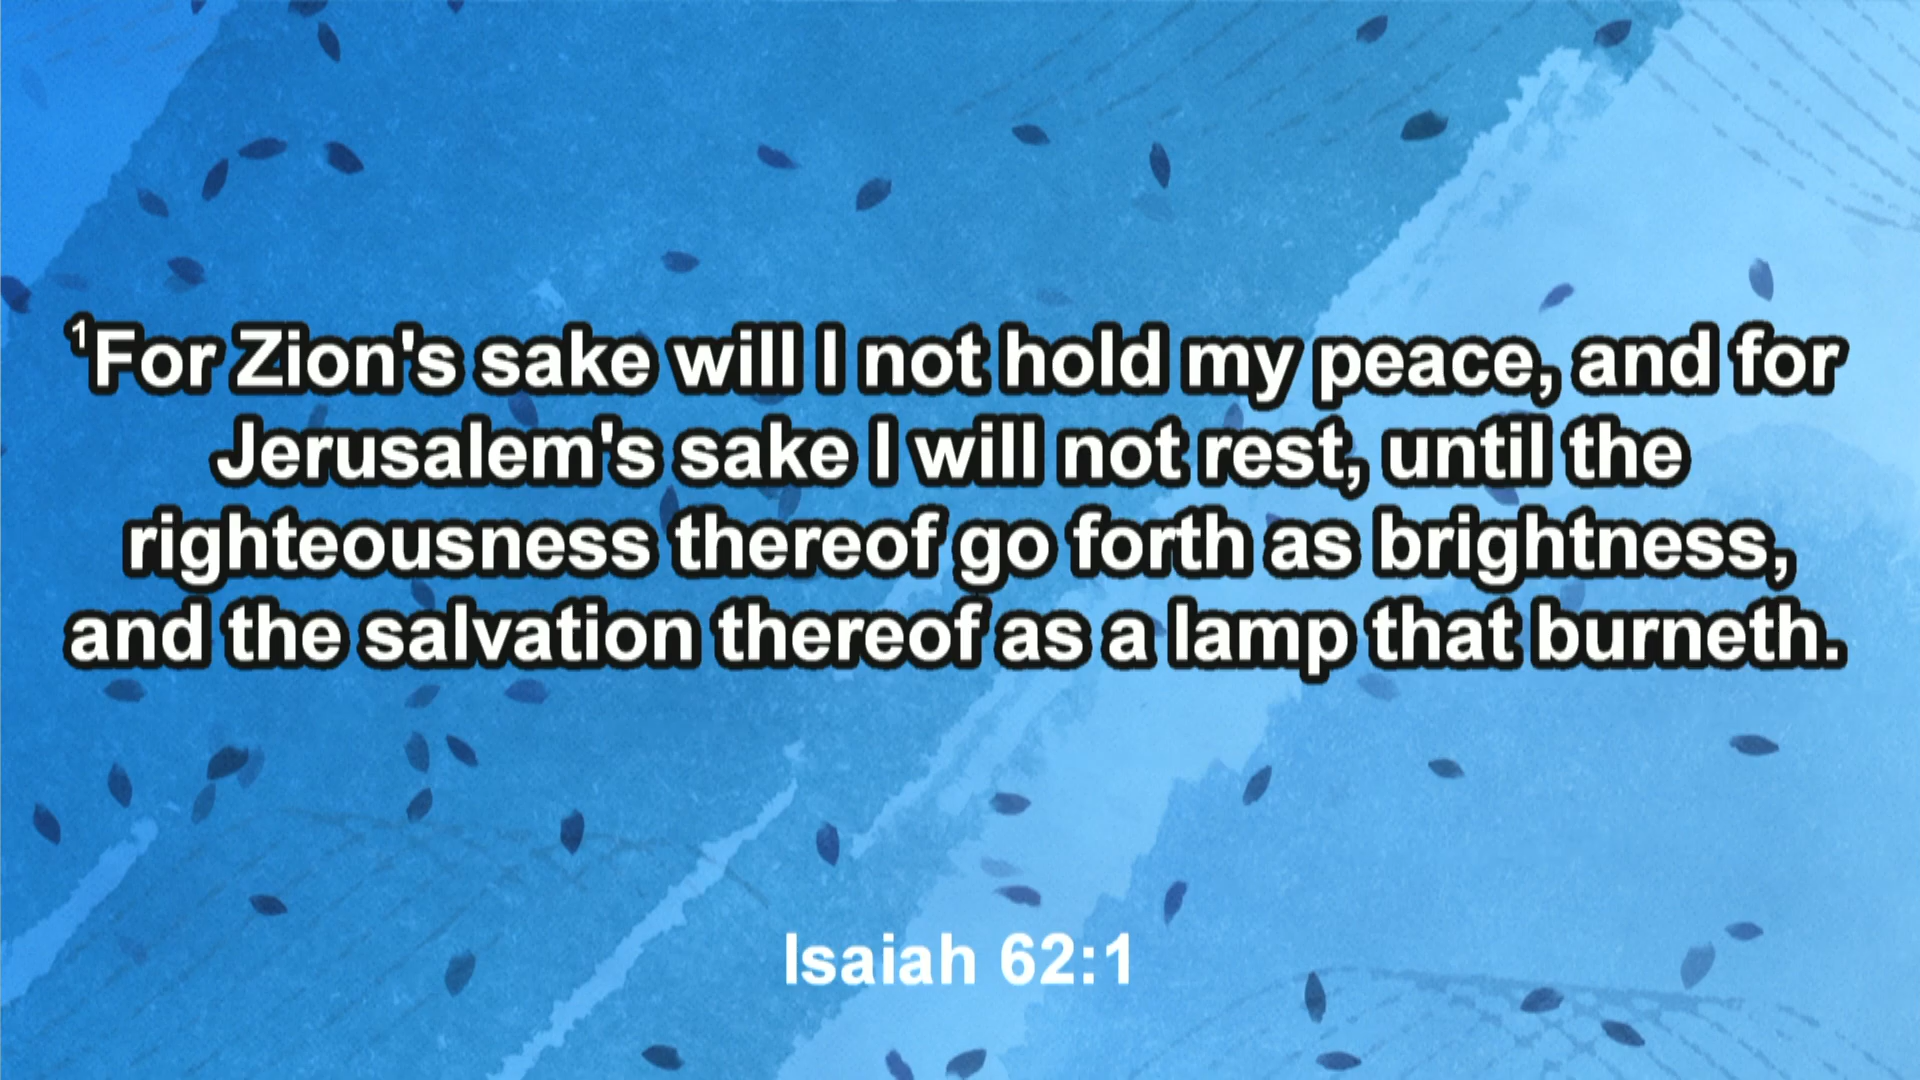 ¹For Zion's sake will I not hold my peace, and for
Jerusalem's sake I will not rest, until the
righteousness thereof go forth as brightness,
and the salvation thereof as a lamp that burneth.
Isaiah 62:1